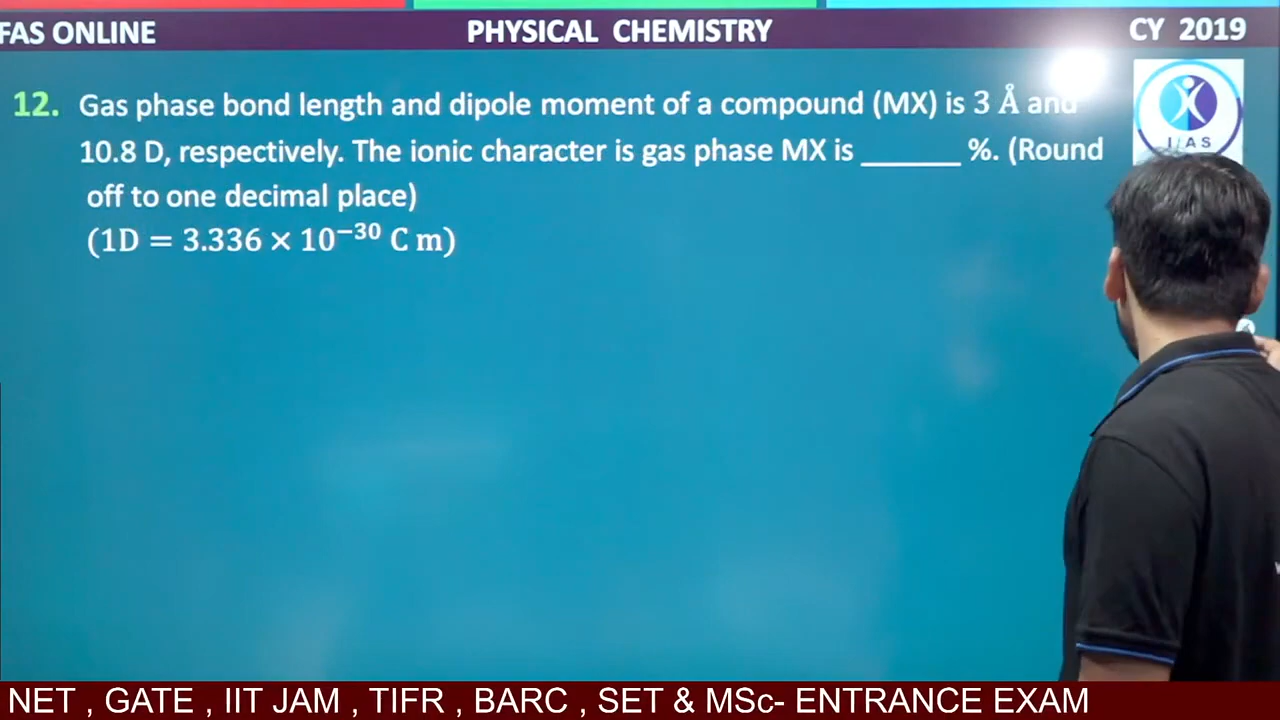 FAS ONLINE
PHYSICAL CHEMISTRY
CY 2019
12. Gas phase bond length and dipole moment of a compound (MX) is 3 Å and
10.8 D, respectively. The ionic character is gas phase MX is ______ %. (Round
off to one decimal place)
(1D = 3.336 × 10⁻³⁰ C m)
NET , GATE , IIT JAM , TIFR , BARC , SET & MSc- ENTRANCE EXAM